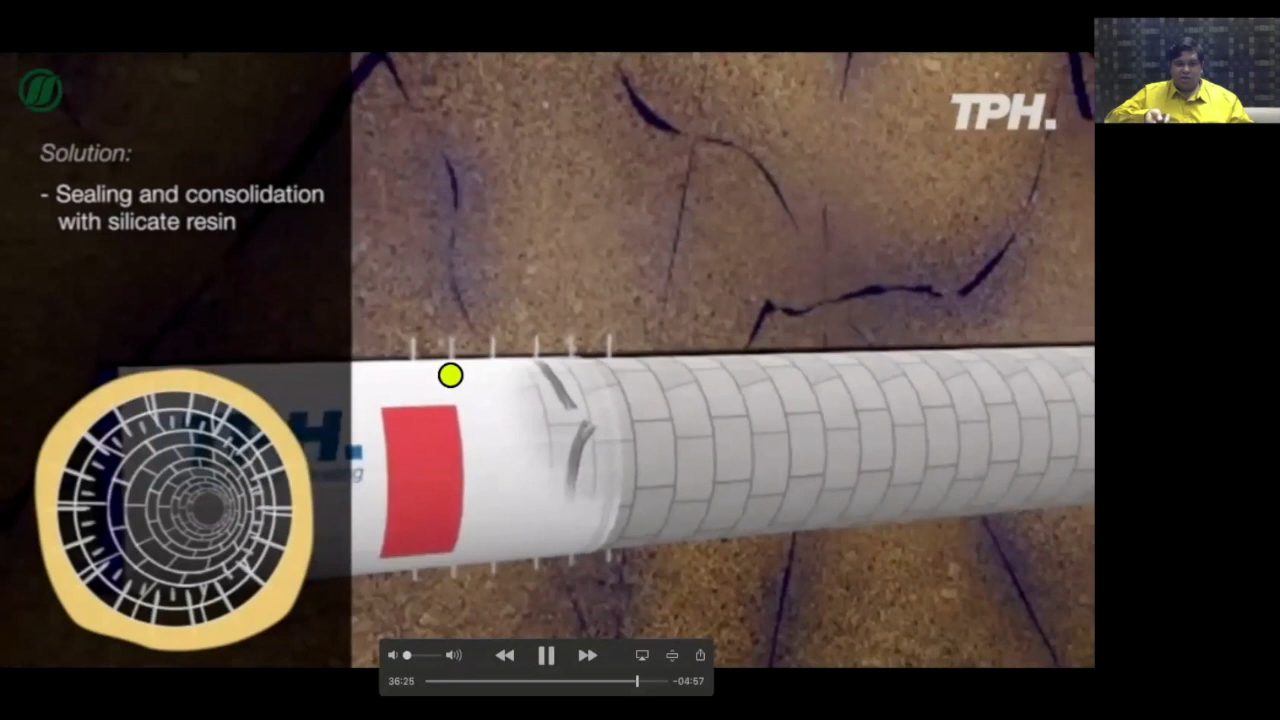 TPH.
Solution:
- Sealing and consolidation
with silicate resin
H.
g
36:25
-04:57